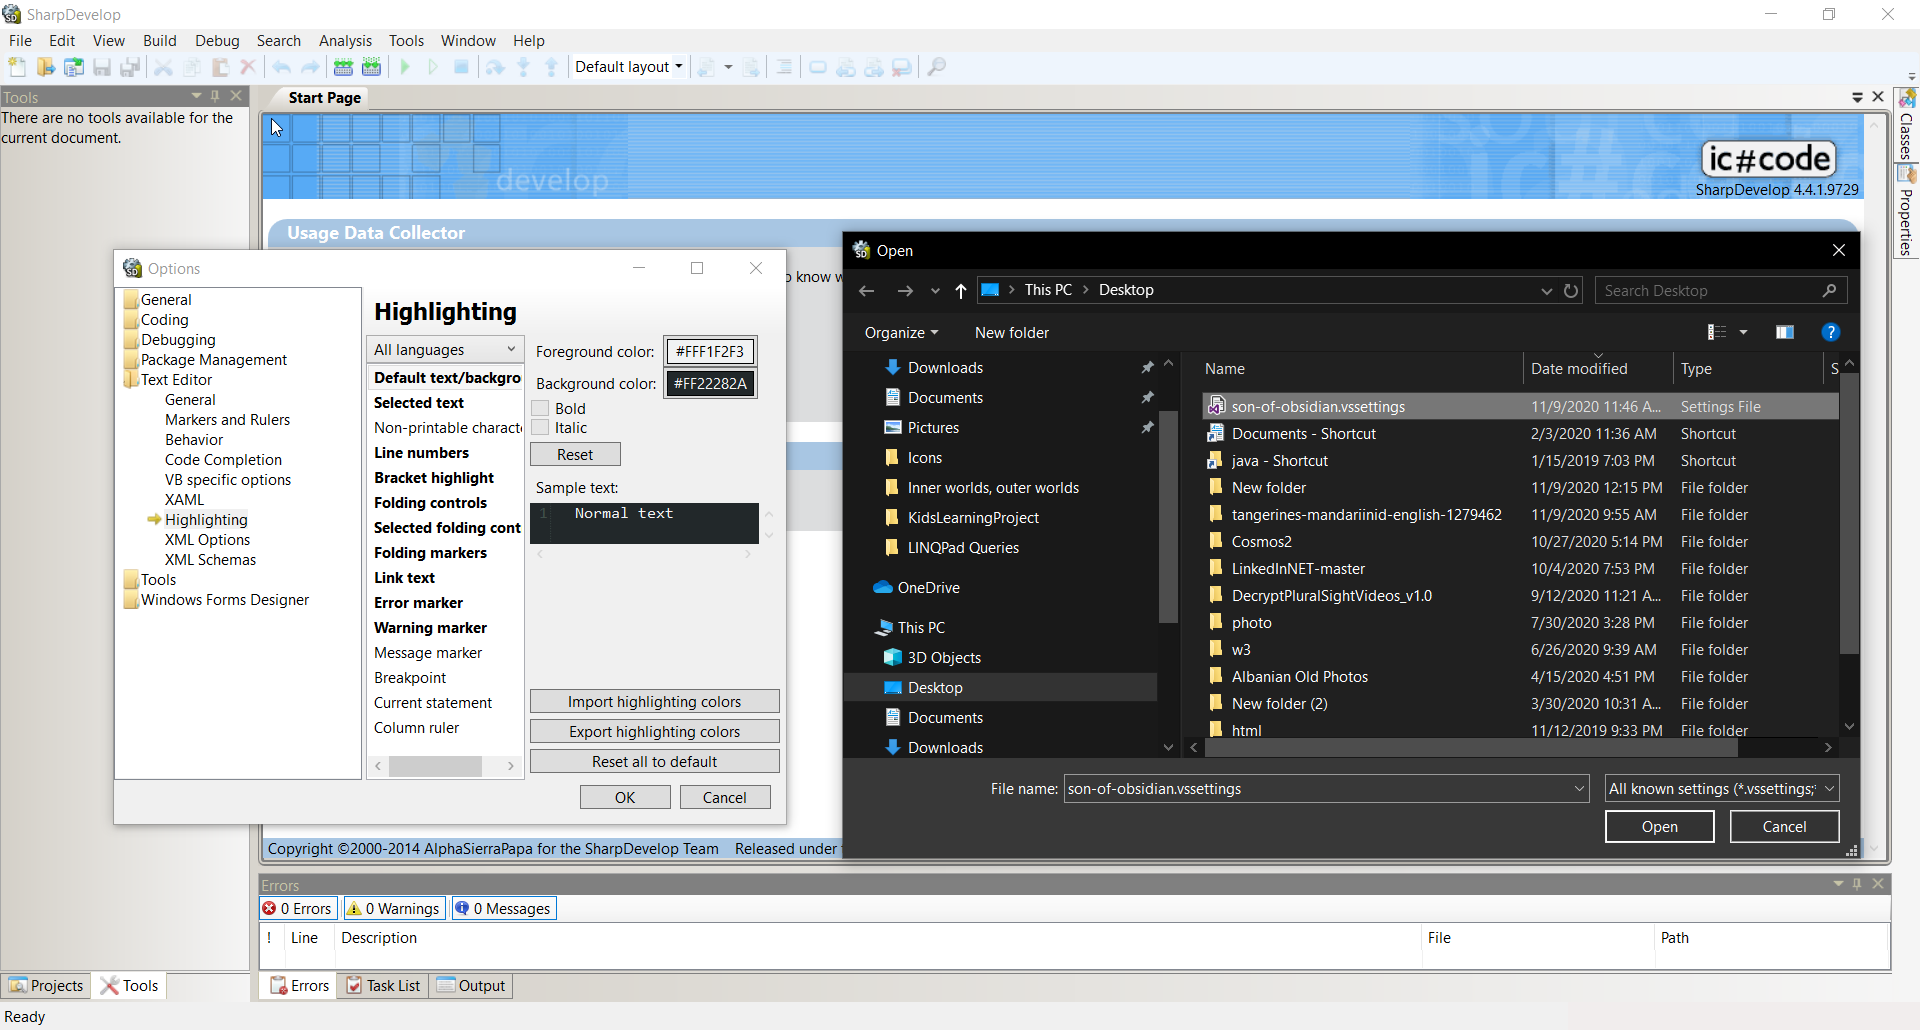 SharpDevelop
File Edit View Build Debug Search Analysis Tools Window Help
Default layout
Tools
There are no tools available for the
current document.
Start Page
develop
ic#code
SharpDevelop 4.4.1.9729
Classes
Properties
Usage Data Collector
o know w
Options
General
Coding
Debugging
Package Management
Text Editor
General
Markers and Rulers
Behavior
Code Completion
VB specific options
XAML
Highlighting
XML Options
XML Schemas
Tools
Windows Forms Designer
Highlighting
All languages
Default text/backgro
Selected text
Non-printable characte
Line numbers
Bracket highlight
Folding controls
Selected folding cont
Folding markers
Link text
Error marker
Warning marker
Message marker
Breakpoint
Current statement
Column ruler
Foreground color: #FFF1F2F3
Background color: #FF22282A
Bold
Italic
Reset
Sample text:
1 Normal text
Import highlighting colors
Export highlighting colors
Reset all to default
OK Cancel
Open
This PC > Desktop
Search Desktop
Organize New folder
Downloads
Documents
Pictures
Icons
Inner worlds, outer worlds
KidsLearningProject
LINQPad Queries
OneDrive
This PC
3D Objects
Desktop
Documents
Downloads
Name Date modified Type S
son-of-obsidian.vssettings 11/9/2020 11:46 A... Settings File
Documents - Shortcut 2/3/2020 11:36 AM Shortcut
java - Shortcut 1/15/2019 7:03 PM Shortcut
New folder 11/9/2020 12:15 PM File folder
tangerines-mandariinid-english-1279462 11/9/2020 9:55 AM File folder
Cosmos2 10/27/2020 5:14 PM File folder
LinkedInNET-master 10/4/2020 7:53 PM File folder
DecryptPluralSightVideos_v1.0 9/12/2020 11:21 A... File folder
photo 7/30/2020 3:28 PM File folder
w3 6/26/2020 9:39 AM File folder
Albanian Old Photos 4/15/2020 4:51 PM File folder
New folder (2) 3/30/2020 10:31 A... File folder
html 11/12/2019 9:33 PM File folder
File name: son-of-obsidian.vssettings All known settings (*.vssettings;
Open Cancel
Copyright ©2000-2014 AlphaSierraPapa for the SharpDevelop Team Released under
Errors
0 Errors 0 Warnings 0 Messages
! Line Description File Path
Projects Tools Errors Task List Output
Ready